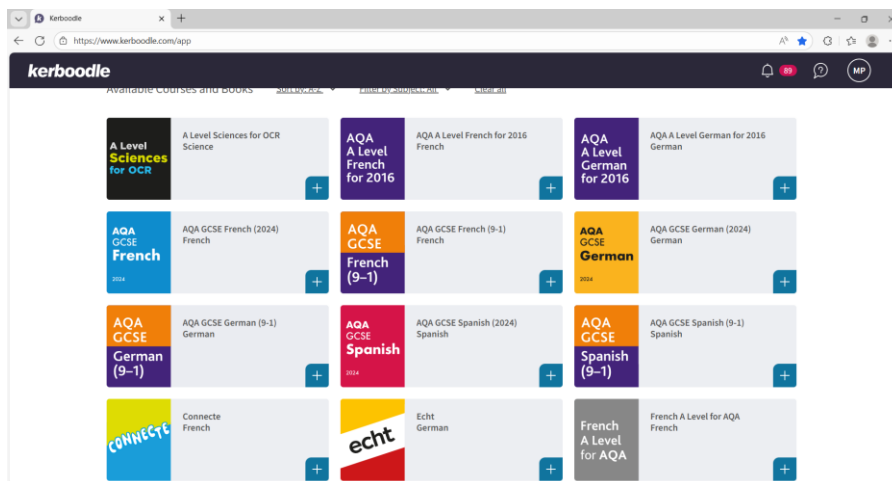 Kerboodle
https://www.kerboodle.com/app
kerboodle
89
MP
Available Courses and Books Sort by: A-Z Filter by Subject: All Clear all
A Level
Sciences
for OCR
A Level Sciences for OCR
Science
AQA
A Level
French
for 2016
AQA A Level French for 2016
French
AQA
A Level
German
for 2016
AQA A Level German for 2016
German
AQA
GCSE
French
2024
AQA GCSE French (2024)
French
AQA
GCSE
French
(9–1)
AQA GCSE French (9-1)
French
AQA
GCSE
German
2024
AQA GCSE German (2024)
German
AQA
GCSE
German
(9–1)
AQA GCSE German (9-1)
German
AQA
GCSE
Spanish
2024
AQA GCSE Spanish (2024)
Spanish
AQA
GCSE
Spanish
(9–1)
AQA GCSE Spanish (9-1)
Spanish
CONNECTE
Connecte
French
echt
Echt
German
French
A Level
for AQA
French A Level for AQA
French